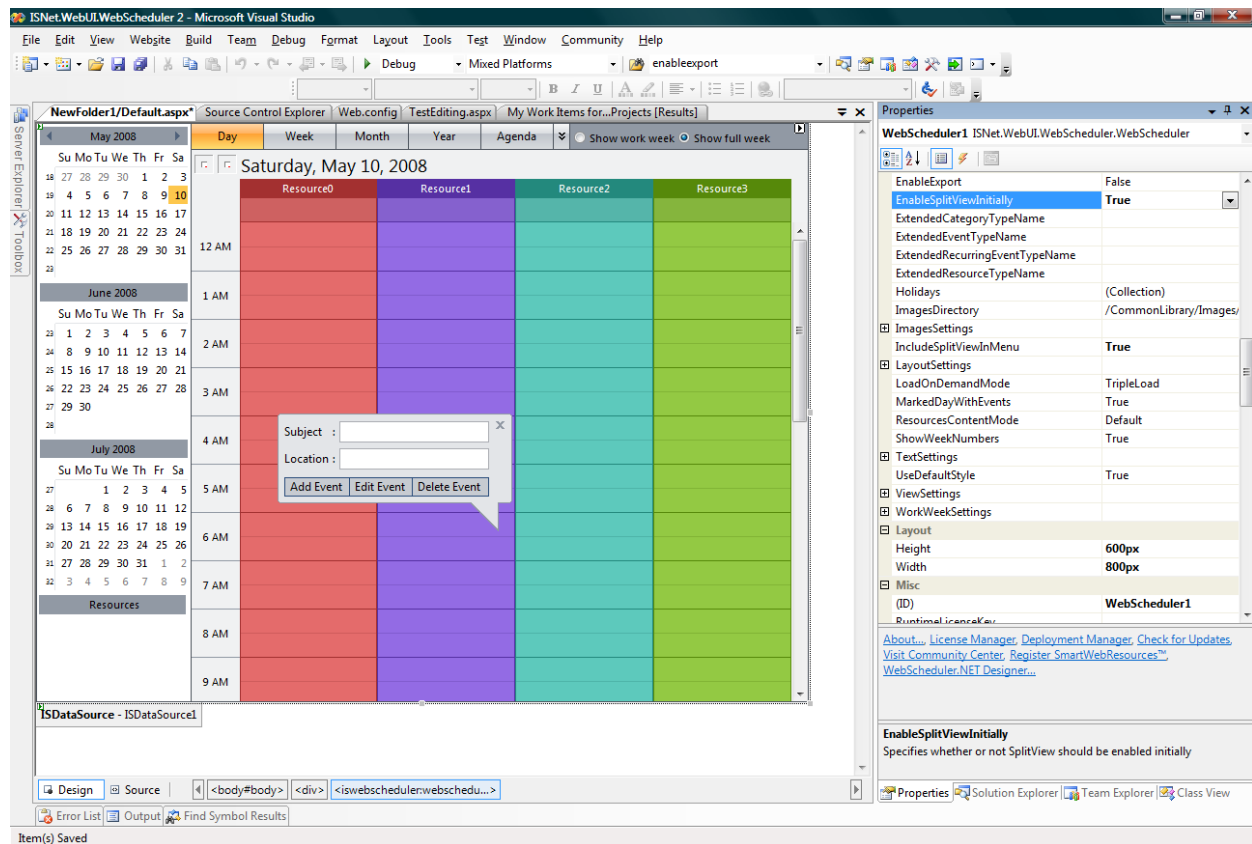 ISNet.WebUI.WebScheduler 2 - Microsoft Visual Studio
File Edit View Website Build Team Debug Format Layout Tools Test Window Community Help
Debug Mixed Platforms enableexport
B I U A
NewFolder1/Default.aspx* Source Control Explorer Web.config TestEditing.aspx My Work Items for...Projects [Results]
Server Explorer
Toolbox
May 2008
Su Mo Tu We Th Fr Sa
18 27 28 29 30 1 2 3
19 4 5 6 7 8 9 10
20 11 12 13 14 15 16 17
21 18 19 20 21 22 23 24
22 25 26 27 28 29 30 31
23
June 2008
Su Mo Tu We Th Fr Sa
23 1 2 3 4 5 6 7
24 8 9 10 11 12 13 14
25 15 16 17 18 19 20 21
26 22 23 24 25 26 27 28
27 29 30
28
July 2008
Su Mo Tu We Th Fr Sa
27 1 2 3 4 5
28 6 7 8 9 10 11 12
29 13 14 15 16 17 18 19
30 20 21 22 23 24 25 26
31 27 28 29 30 31 1 2
32 3 4 5 6 7 8 9
Resources
Day Week Month Year Agenda Show work week Show full week
Saturday, May 10, 2008
Resource0 Resource1 Resource2 Resource3
12 AM
1 AM
2 AM
3 AM
4 AM
5 AM
6 AM
7 AM
8 AM
9 AM
Subject :
Location :
Add Event Edit Event Delete Event
ISDataSource - ISDataSource1
Design Source <body#body> <div> <iswebscheduler:webschedu...>
Error List Output Find Symbol Results
Item(s) Saved
Properties
WebScheduler1 ISNet.WebUI.WebScheduler.WebScheduler
EnableExport False
EnableSplitViewInitially True
ExtendedCategoryTypeName
ExtendedEventTypeName
ExtendedRecurringEventTypeName
ExtendedResourceTypeName
Holidays (Collection)
ImagesDirectory /CommonLibrary/Images/
ImagesSettings
IncludeSplitViewInMenu True
LayoutSettings
LoadOnDemandMode TripleLoad
MarkedDayWithEvents True
ResourcesContentMode Default
ShowWeekNumbers True
TextSettings
UseDefaultStyle True
ViewSettings
WorkWeekSettings
Layout
Height 600px
Width 800px
Misc
(ID) WebScheduler1
RuntimeLicenseKey
About..., License Manager, Deployment Manager, Check for Updates,
Visit Community Center, Register SmartWebResources™,
WebScheduler.NET Designer...
EnableSplitViewInitially
Specifies whether or not SplitView should be enabled initially
Properties Solution Explorer Team Explorer Class View